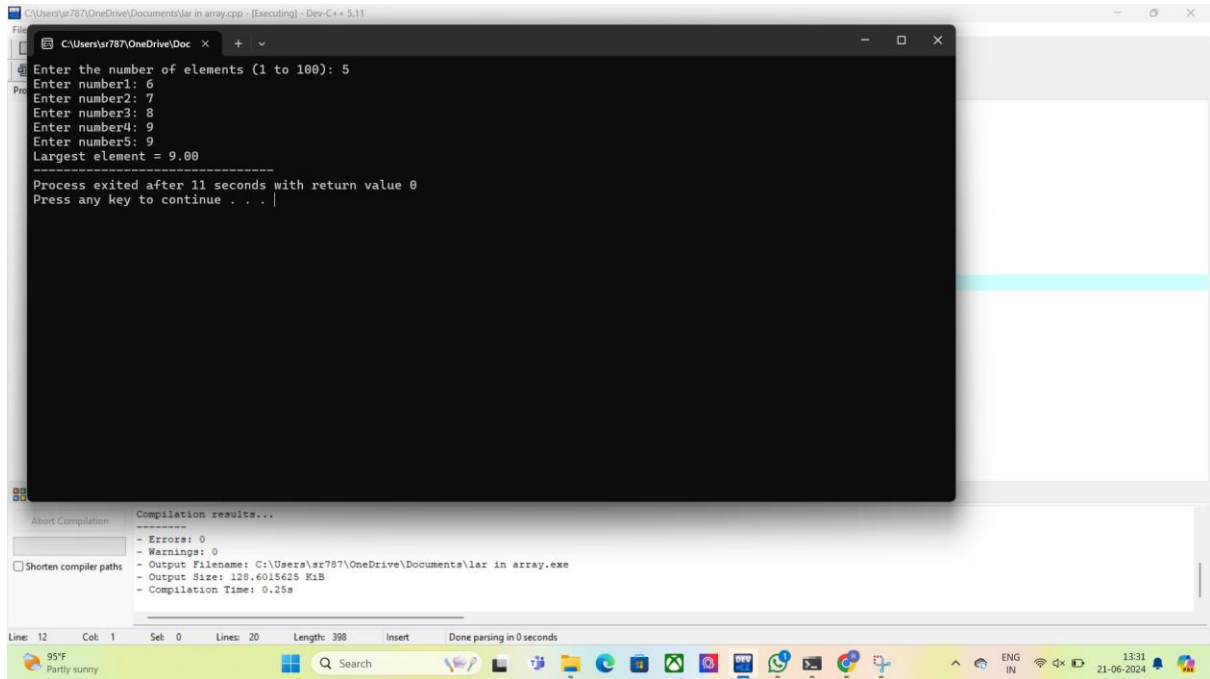 C:\Users\sr787\OneDrive\Documents\lar in array.cpp - [Executing] - Dev-C++ 5.11
File
C:\Users\sr787\OneDrive\Doc
Enter the number of elements (1 to 100): 5
Enter number1: 6
Enter number2: 7
Enter number3: 8
Enter number4: 9
Enter number5: 9
Largest element = 9.00
--------------------------------
Process exited after 11 seconds with return value 0
Press any key to continue . . .
Pro
Abort Compilation
Shorten compiler paths
Compilation results...
--------
- Errors: 0
- Warnings: 0
- Output Filename: C:\Users\sr787\OneDrive\Documents\lar in array.exe
- Output Size: 128.6015625 KiB
- Compilation Time: 0.25s
Line: 12 Col: 1 Sel: 0 Lines: 20 Length: 398 Insert Done parsing in 0 seconds
95°F
Partly sunny
Search
DEV
ENG
IN
13:31
21-06-2024
PRE